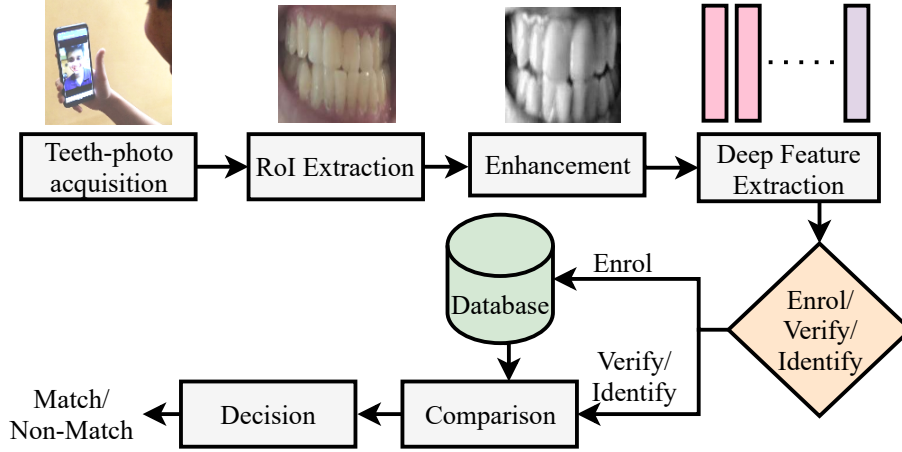 Teeth-photo
acquisition
RoI Extraction
Enhancement
Deep Feature
Extraction
Enrol/
Verify/
Identify
Enrol
Database
Verify/
Identify
Comparison
Decision
Match/
Non-Match